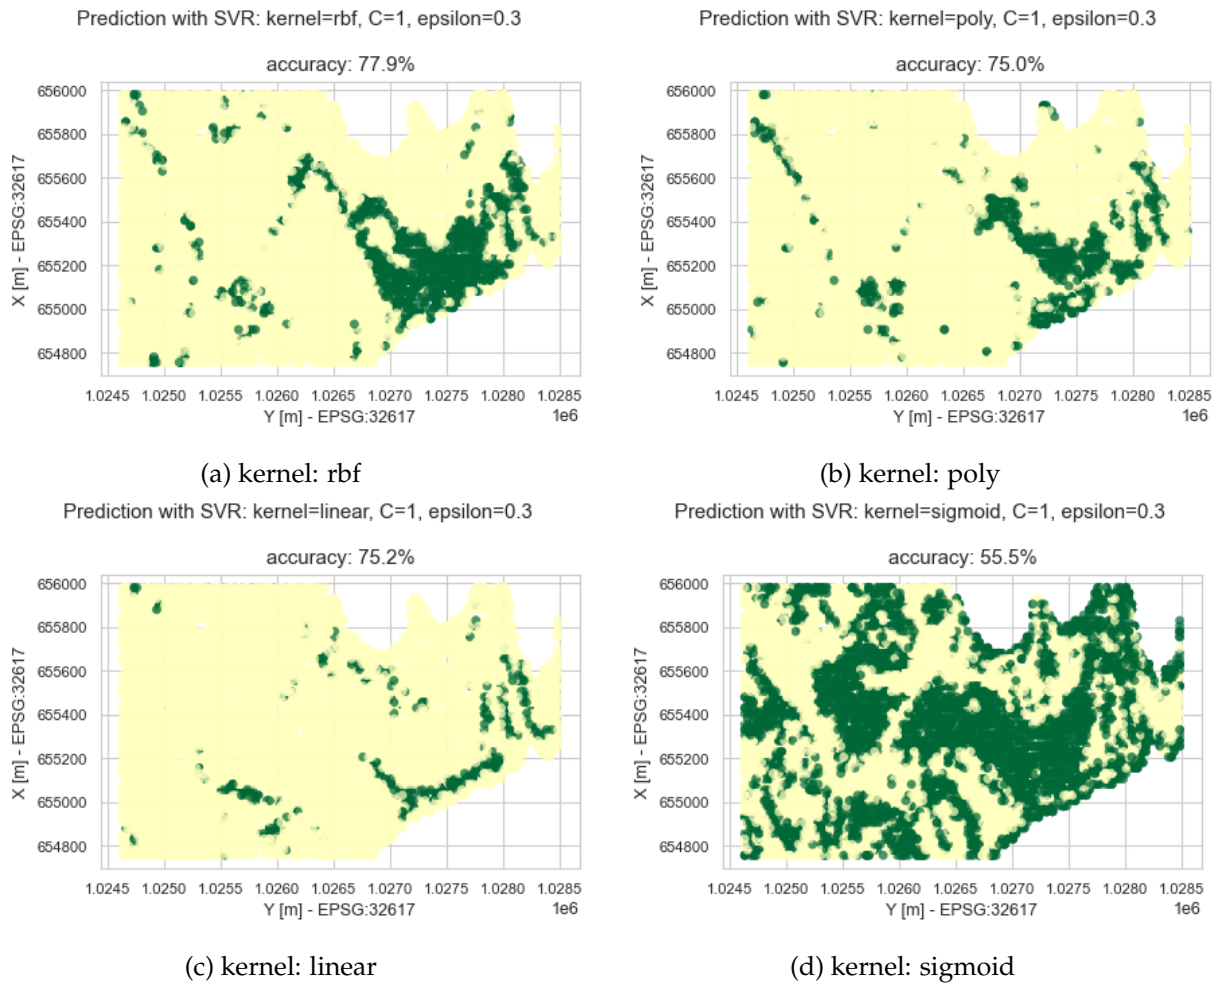 Prediction with SVR: kernel=rbf, C=1, epsilon=0.3
accuracy: 77.9%
656000
655800
655600
655400
655200
655000
654800
X [m] - EPSG:32617
1.0245 1.0250 1.0255 1.0260 1.0265 1.0270 1.0275 1.0280 1.0285
Y [m] - EPSG:32617
1e6
(a) kernel: rbf
Prediction with SVR: kernel=poly, C=1, epsilon=0.3
accuracy: 75.0%
656000
655800
655600
655400
655200
655000
654800
X [m] - EPSG:32617
1.0245 1.0250 1.0255 1.0260 1.0265 1.0270 1.0275 1.0280 1.0285
Y [m] - EPSG:32617
1e6
(b) kernel: poly
Prediction with SVR: kernel=linear, C=1, epsilon=0.3
accuracy: 75.2%
656000
655800
655600
655400
655200
655000
654800
X [m] - EPSG:32617
1.0245 1.0250 1.0255 1.0260 1.0265 1.0270 1.0275 1.0280 1.0285
Y [m] - EPSG:32617
1e6
(c) kernel: linear
Prediction with SVR: kernel=sigmoid, C=1, epsilon=0.3
accuracy: 55.5%
656000
655800
655600
655400
655200
655000
654800
X [m] - EPSG:32617
1.0245 1.0250 1.0255 1.0260 1.0265 1.0270 1.0275 1.0280 1.0285
Y [m] - EPSG:32617
1e6
(d) kernel: sigmoid